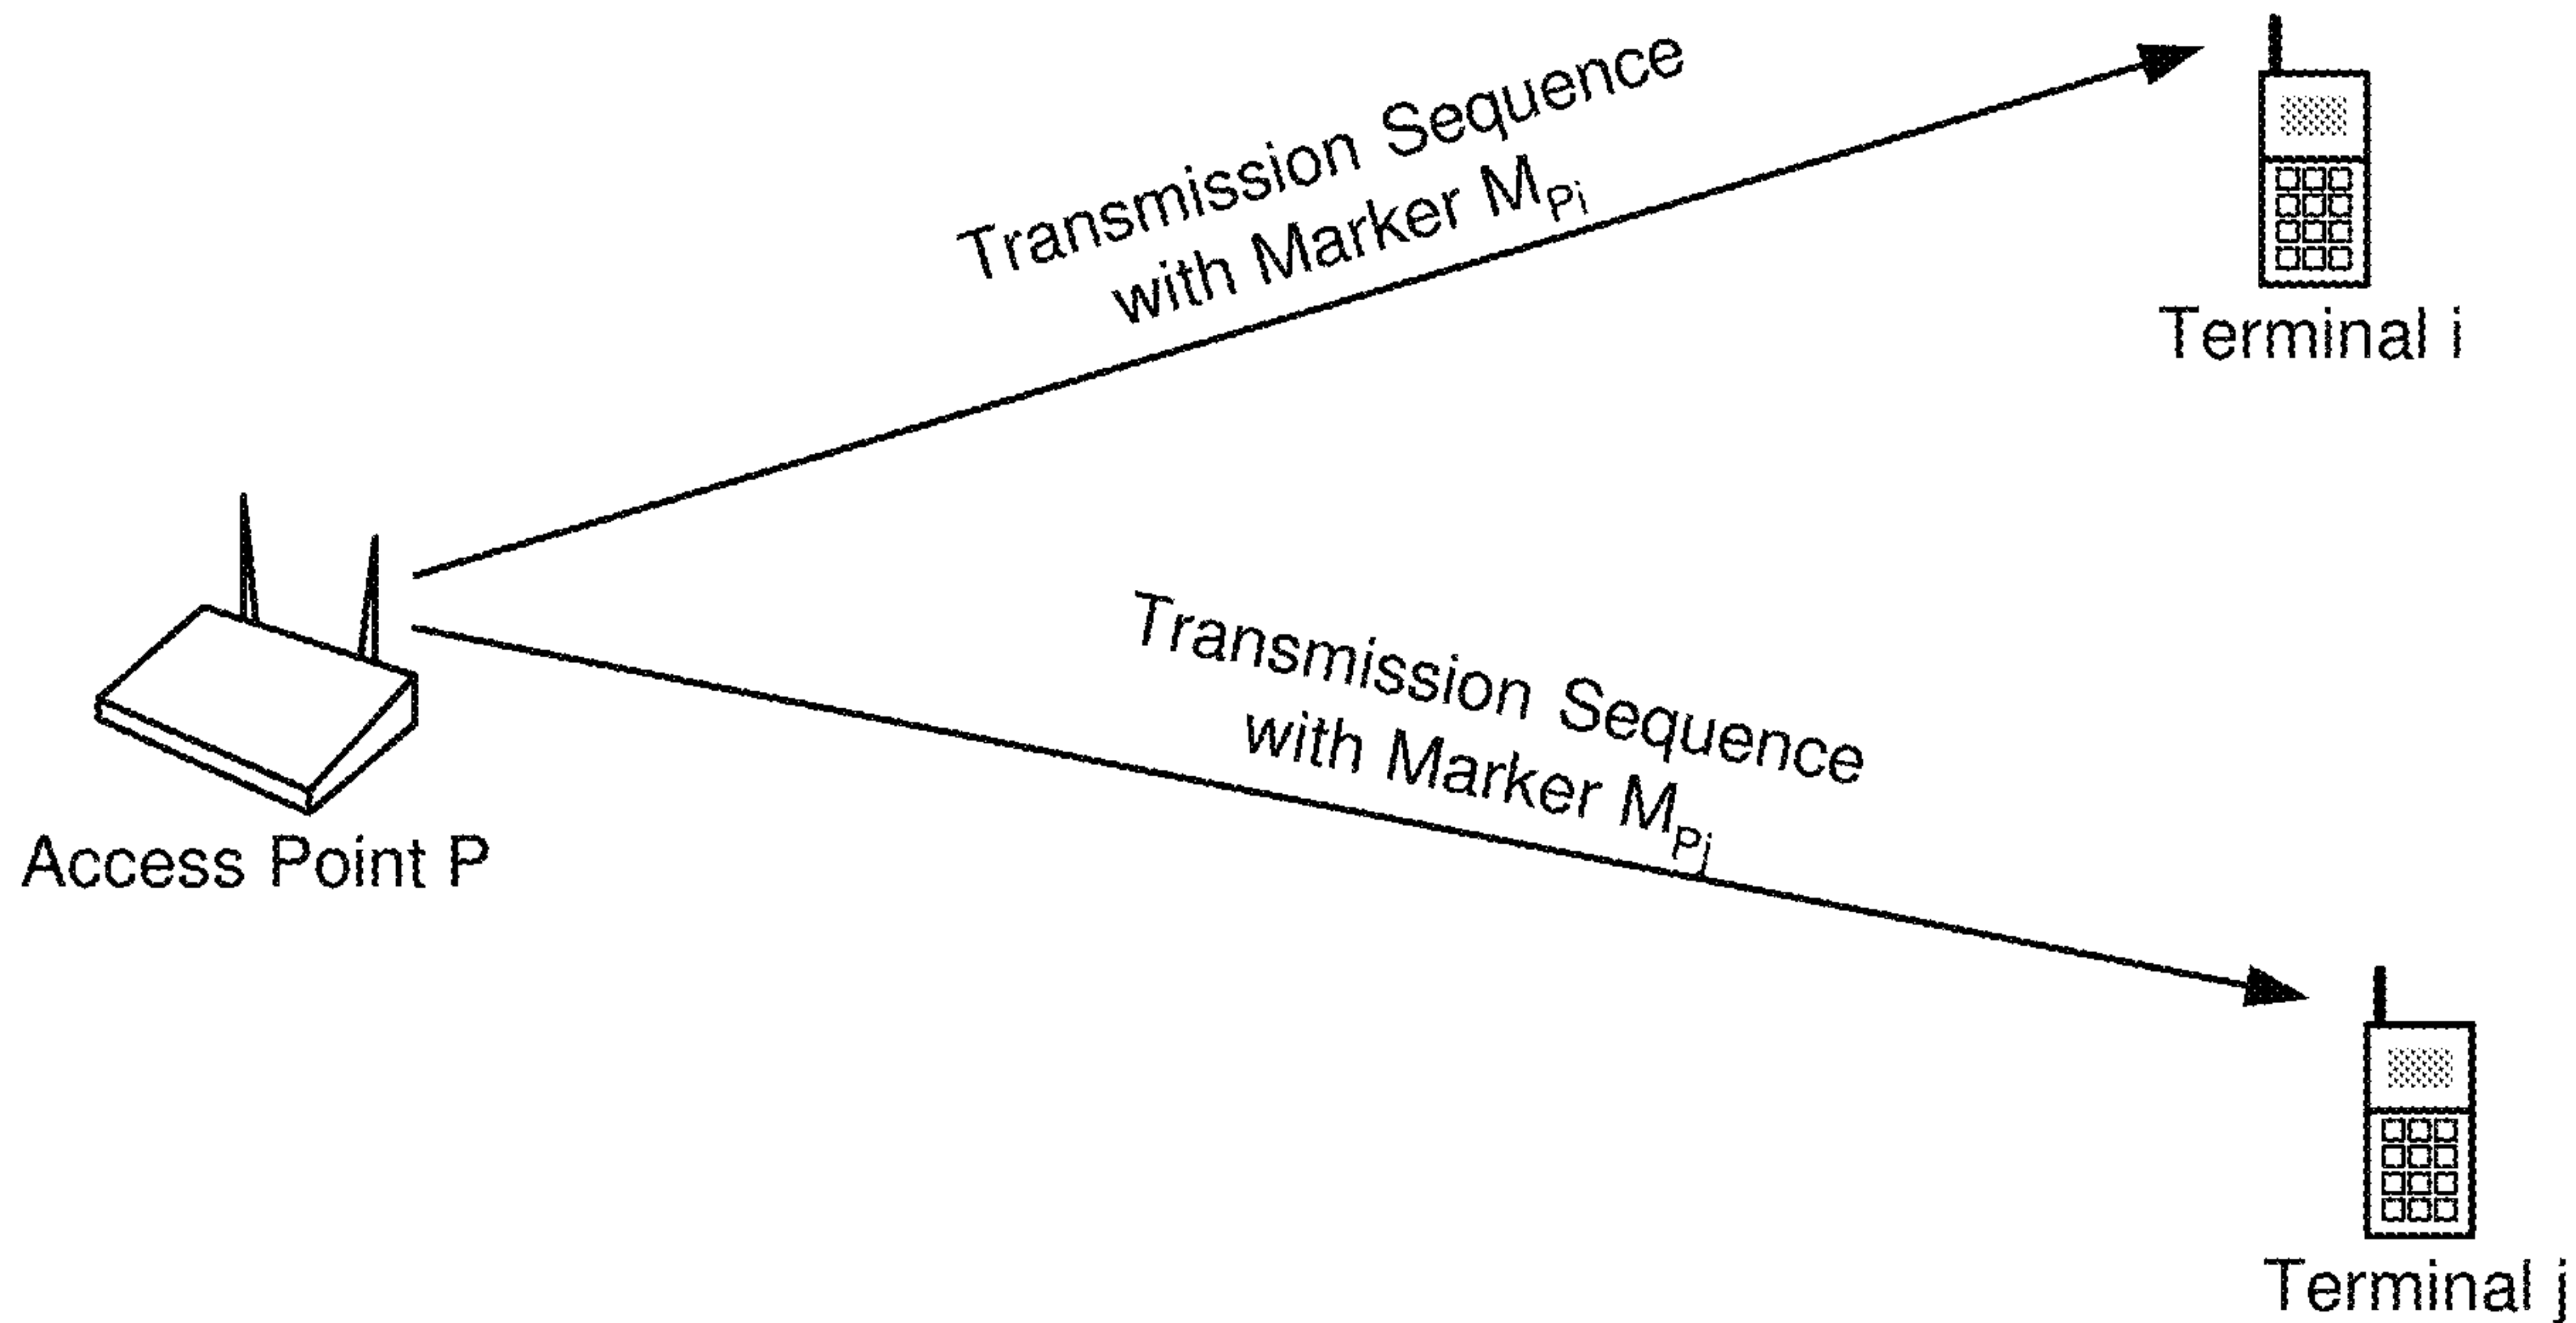 Transmission Sequence
with Marker M_Pi
Terminal i
Access Point P
Transmission Sequence
with Marker M_Pj
Terminal j